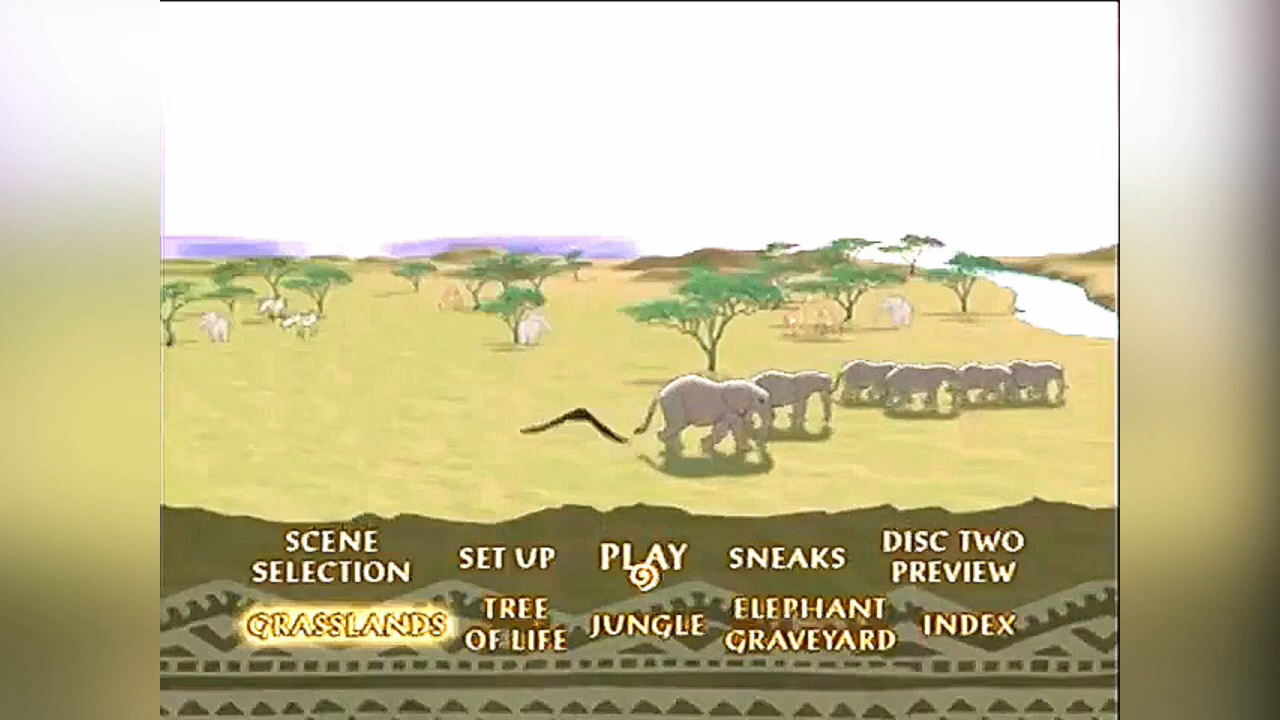 SCENE
SELECTION
SET UP
PLAY
SNEAKS
DISC TWO
PREVIEW
GRASSLANDS
TREE
OF LIFE
JUNGLE
ELEPHANT
GRAVEYARD
INDEX